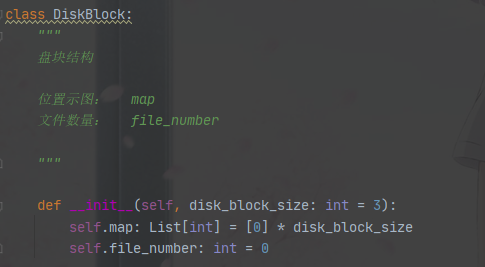 class DiskBlock:
"""
盘块结构
位置示图： map
文件数量： file_number
"""
def __init__(self, disk_block_size: int = 3):
self.map: List[int] = [0] * disk_block_size
self.file_number: int = 0